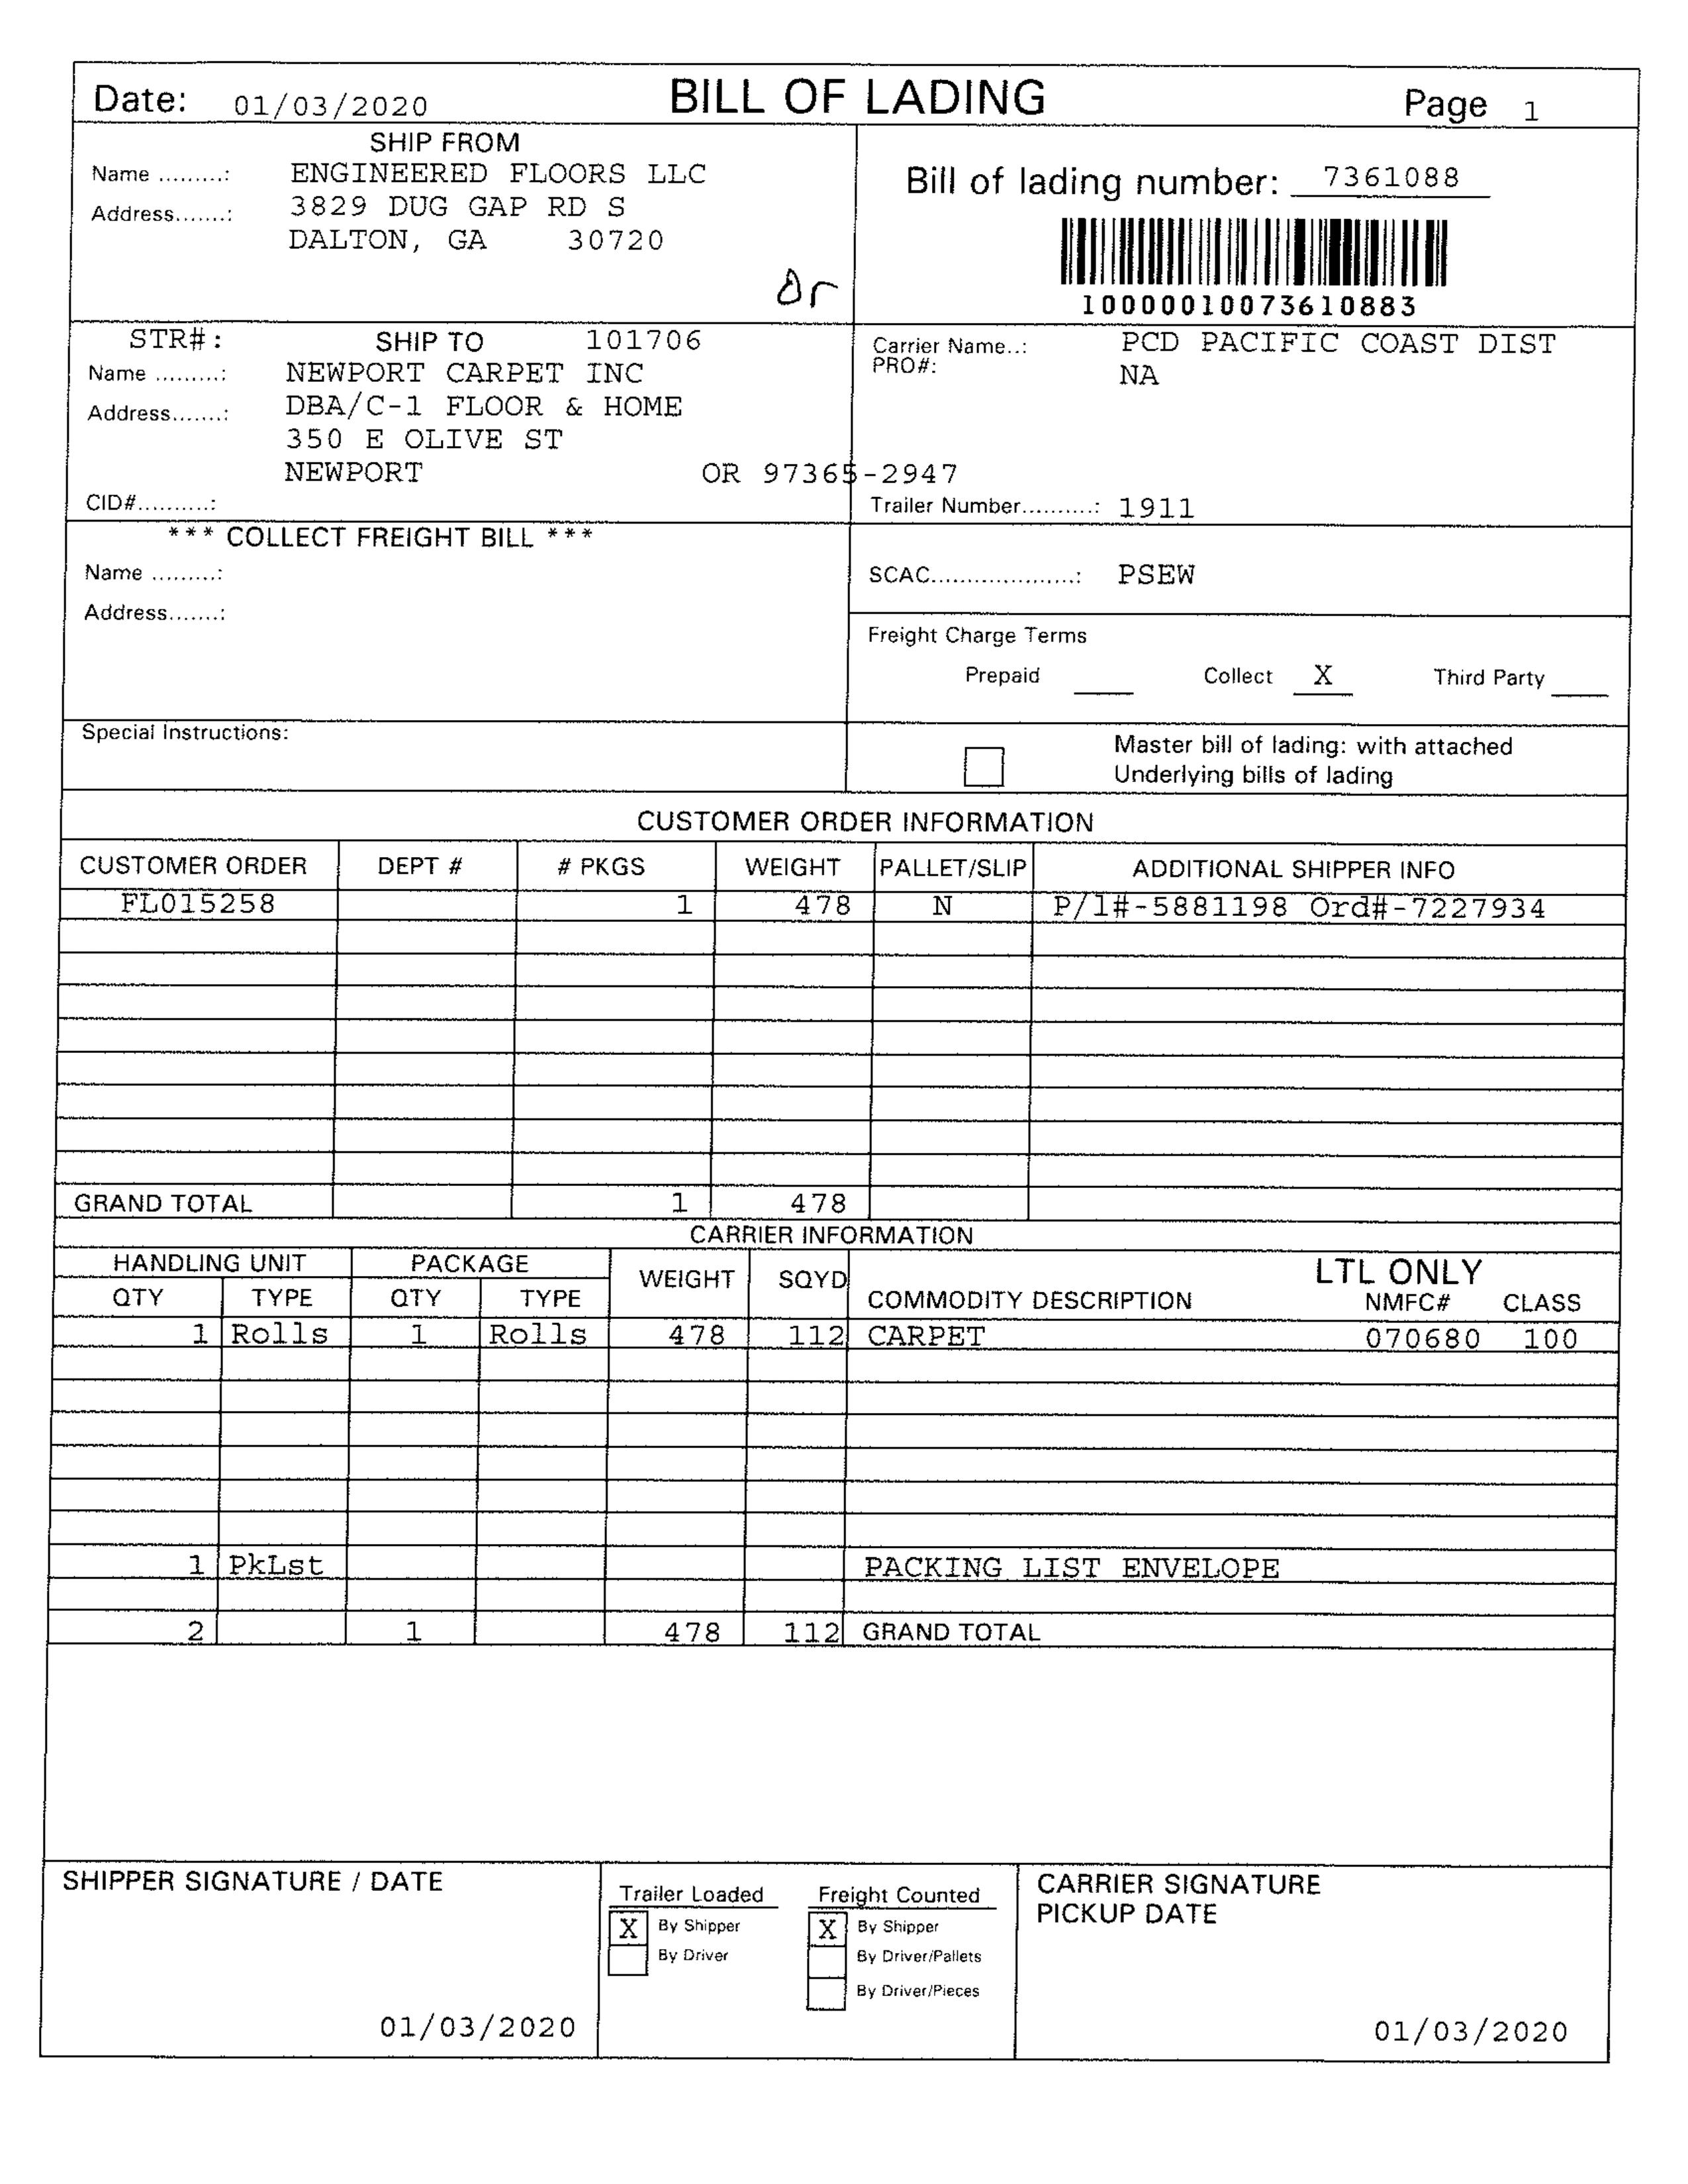 Date: 01/03/2020 BILL OF LADING Page 1
SHIP FROM
Name .........: ENGINEERED FLOORS LLC
Address.......: 3829 DUG GAP RD S
DALTON, GA 30720
Or
Bill of lading number: 7361088
10000010073610883
STR#: SHIP TO 101706
Name .........: NEWPORT CARPET INC
Address.......: DBA/C-1 FLOOR & HOME
350 E OLIVE ST
NEWPORT OR 97365-2947
CID#..........:
Carrier Name..: PCD PACIFIC COAST DIST
PRO#: NA
Trailer Number..........: 1911
*** COLLECT FREIGHT BILL ***
Name .........:
Address.......:
SCAC....................: PSEW
Freight Charge Terms
Prepaid Collect X Third Party
Special Instructions:
Master bill of lading: with attached
Underlying bills of lading
CUSTOMER ORDER INFORMATION
CUSTOMER ORDER DEPT # # PKGS WEIGHT PALLET/SLIP ADDITIONAL SHIPPER INFO
FL015258 1 478 N P/l#-5881198 Ord#-7227934
GRAND TOTAL 1 478
CARRIER INFORMATION
HANDLING UNIT PACKAGE WEIGHT SQYD LTL ONLY
QTY TYPE QTY TYPE COMMODITY DESCRIPTION NMFC# CLASS
1 Rolls 1 Rolls 478 112 CARPET 070680 100
1 PkLst PACKING LIST ENVELOPE
2 1 478 112 GRAND TOTAL
SHIPPER SIGNATURE / DATE
01/03/2020
Trailer Loaded
X By Shipper
By Driver
Freight Counted
X By Shipper
By Driver/Pallets
By Driver/Pieces
CARRIER SIGNATURE
PICKUP DATE
01/03/2020